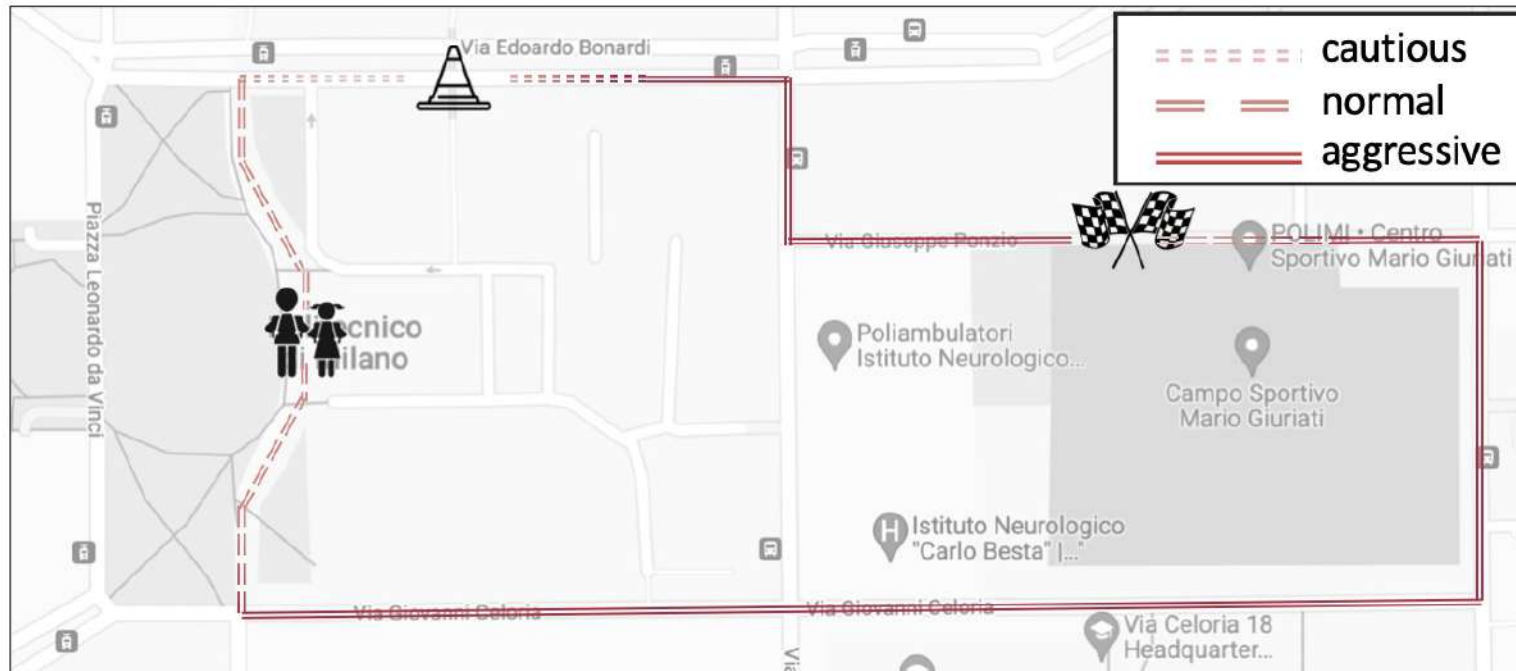 cautious
normal
aggressive
Via Edoardo Bonardi
Piazza Leonardo da Vinci
Via Giuseppe Ponzio
POLIMI • Centro
Sportivo Mario Giuriati
Poliambulatori
Istituto Neurologico...
Campo Sportivo
Mario Giuriati
Milano
H
Istituto Neurologico
"Carlo Besta" |..."
Via Giovanni Celoria
Via Giovanni Celoria
Via Celoria 18
Headquarter...
Via